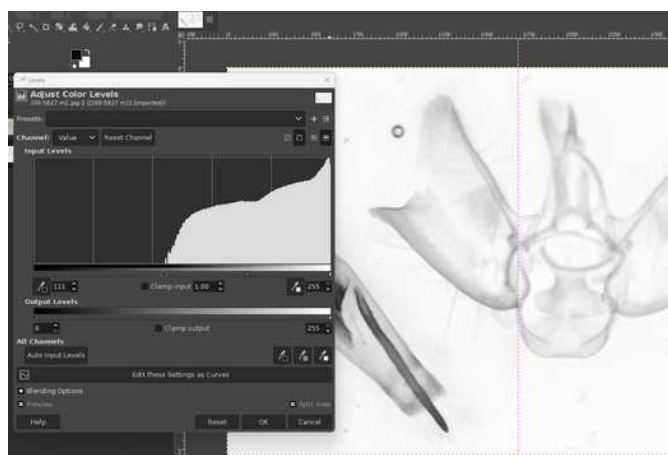 Levels
Adjust Color Levels
Presets:
Channel: Value Reset Channel
Input Levels
111 Clamp input 1.00 255
Output Levels
0 Clamp output 255
All Channels
Auto Input Levels
Edit these Settings as Curves
Blending Options
Preview Split view
Help Reset OK Cancel